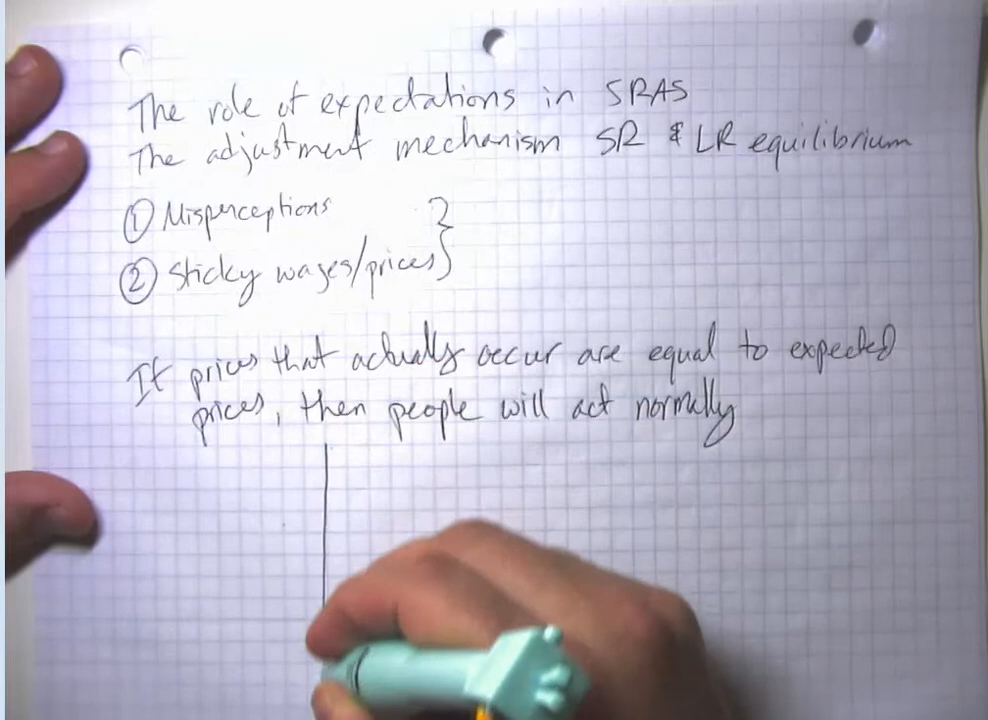 The role of expectations in SRAS
The adjustment mechanism SR & LR equilibrium
① Misperceptions
② Sticky wages/prices }
If prices that actually occur are equal to expected
prices, then people will act normally